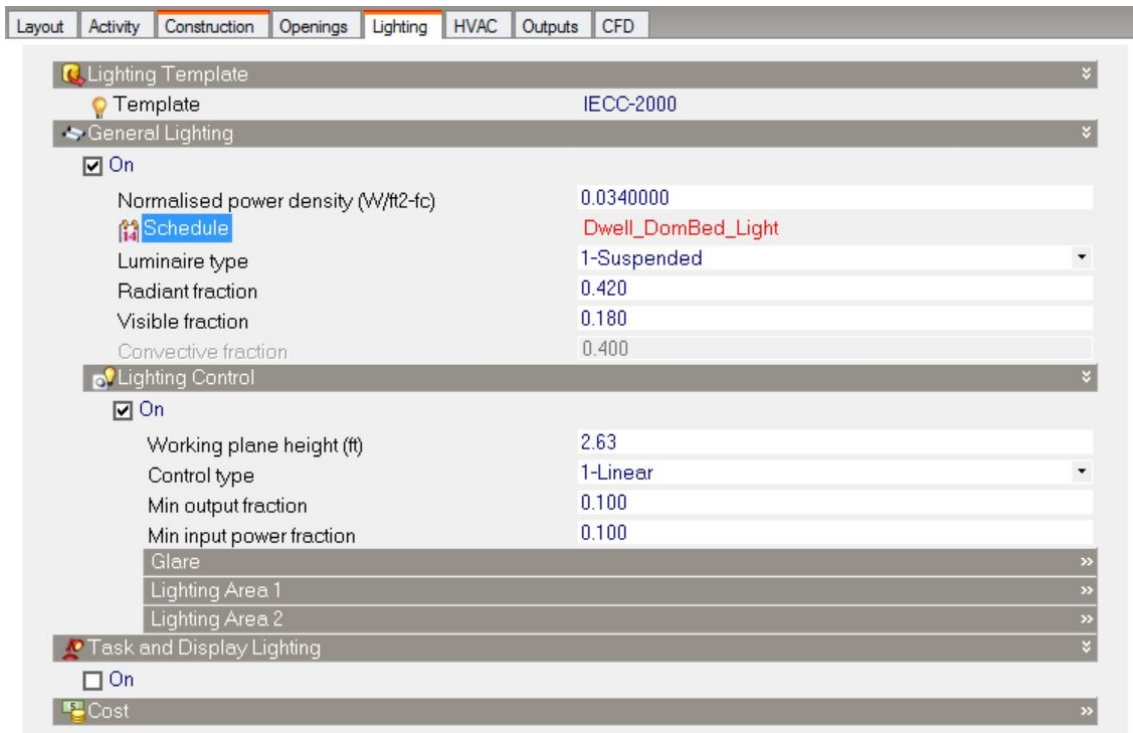 Layout Activity Construction Openings Lighting HVAC Outputs CFD
Lighting Template
Template IECC-2000
General Lighting
On
Normalised power density (W/ft2-fc) 0.0340000
14 Schedule Dwell_DomBed_Light
Luminaire type 1-Suspended
Radiant fraction 0.420
Visible fraction 0.180
Convective fraction 0.400
Lighting Control
On
Working plane height (ft) 2.63
Control type 1-Linear
Min output fraction 0.100
Min input power fraction 0.100
Glare
Lighting Area 1
Lighting Area 2
Task and Display Lighting
On
Cost